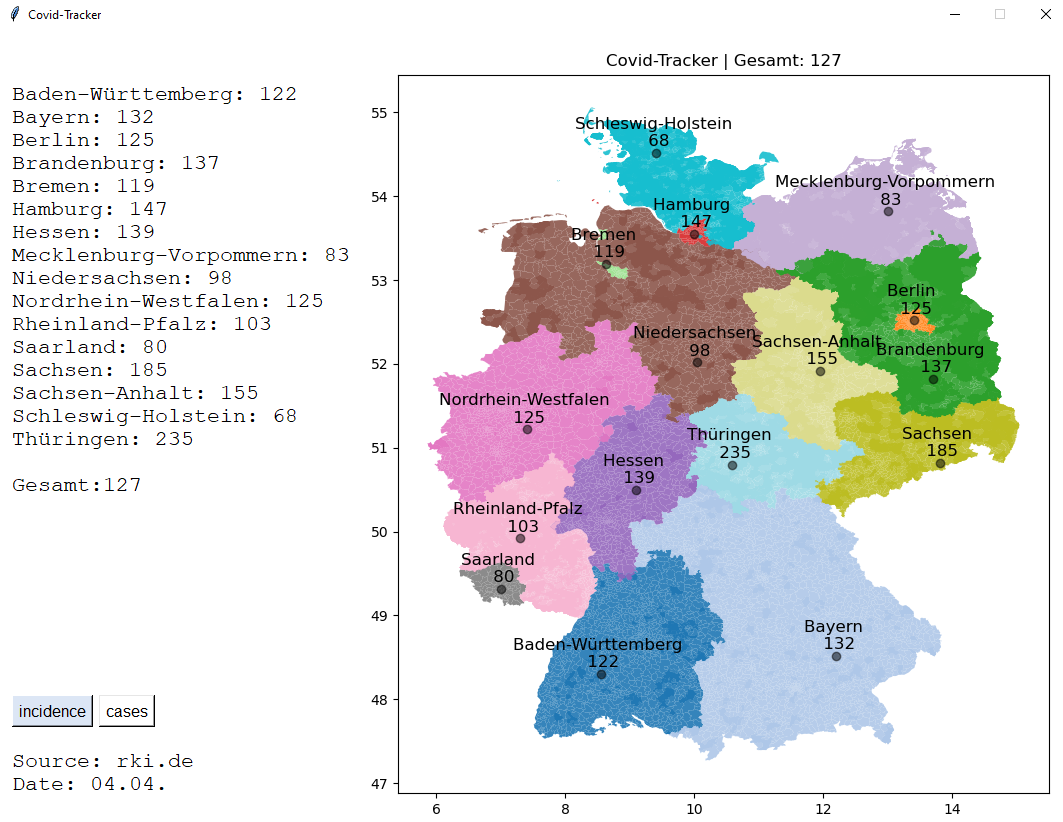 Covid-Tracker
Baden-Württemberg: 122
Bayern: 132
Berlin: 125
Brandenburg: 137
Bremen: 119
Hamburg: 147
Hessen: 139
Mecklenburg-Vorpommern: 83
Niedersachsen: 98
Nordrhein-Westfalen: 125
Rheinland-Pfalz: 103
Saarland: 80
Sachsen: 185
Sachsen-Anhalt: 155
Schleswig-Holstein: 68
Thüringen: 235
Gesamt:127
incidence cases
Source: rki.de
Date: 04.04.
Covid-Tracker | Gesamt: 127
55
54
53
52
51
50
49
48
47
6 8 10 12 14
Schleswig-Holstein
68
Mecklenburg-Vorpommern
83
Hamburg
147
Bremen
119
Berlin
125
Niedersachsen
98
Sachsen-Anhalt
155
Brandenburg
137
Nordrhein-Westfalen
125
Thüringen
235
Sachsen
185
Hessen
139
Rheinland-Pfalz
103
Saarland
80
Baden-Württemberg
122
Bayern
132